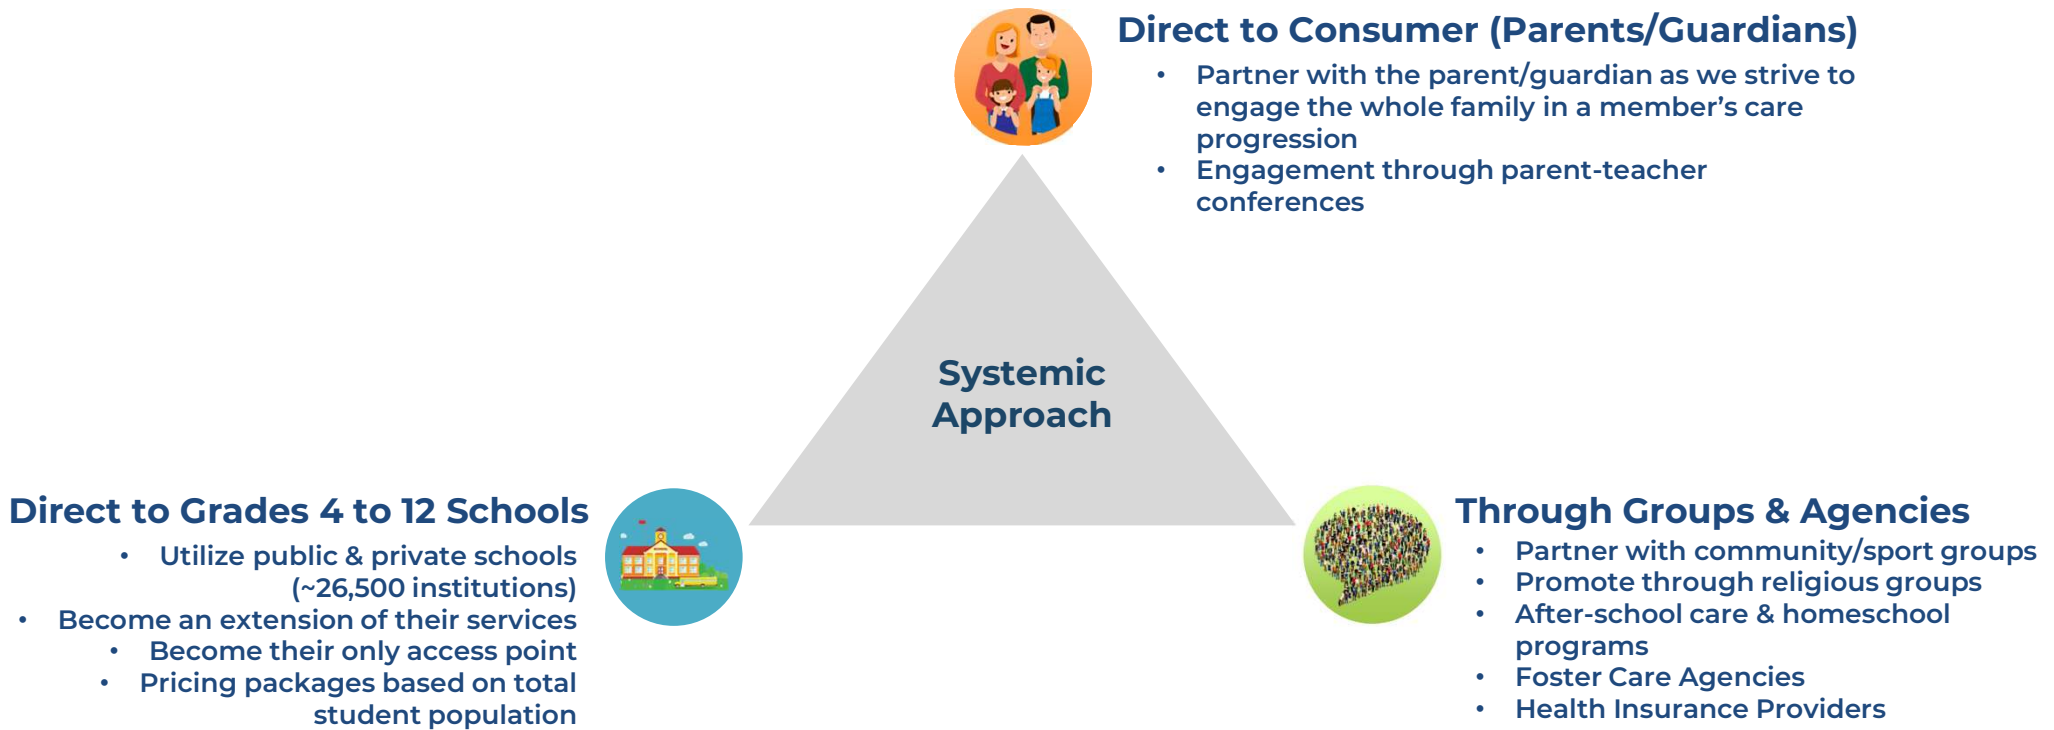 Direct to Consumer (Parents/Guardians)
• Partner with the parent/guardian as we strive to
engage the whole family in a member’s care
progression
• Engagement through parent-teacher
conferences
Systemic
Approach
Direct to Grades 4 to 12 Schools
• Utilize public & private schools
(~26,500 institutions)
• Become an extension of their services
• Become their only access point
• Pricing packages based on total
student population
Through Groups & Agencies
• Partner with community/sport groups
• Promote through religious groups
• After-school care & homeschool
programs
• Foster Care Agencies
• Health Insurance Providers